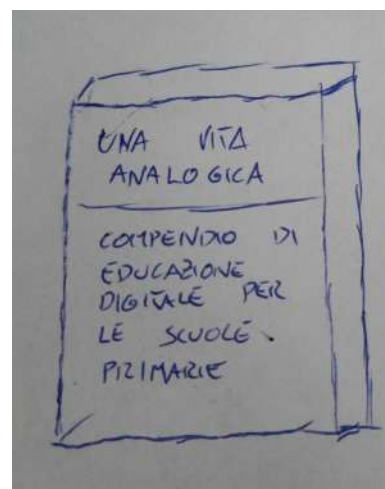 UNA VITA
ANALOGICA
COMPENDIO DI
EDUCAZIONE
DIGITALE PER
LE SCUOLE
PRIMARIE